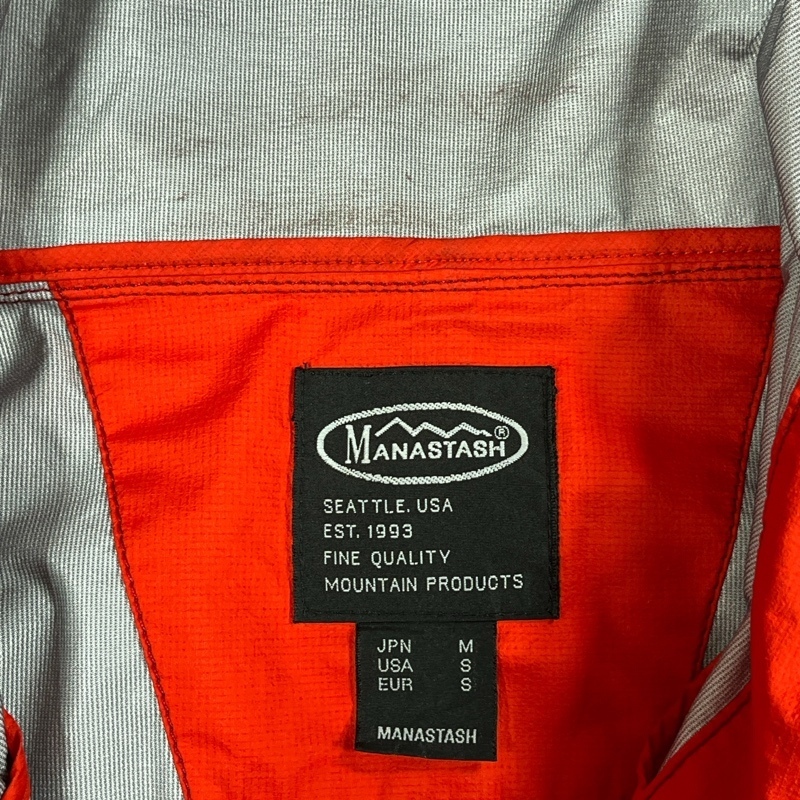 MANASTASH®
SEATTLE. USA
EST. 1993
FINE QUALITY
MOUNTAIN PRODUCTS
JPN M
USA S
EUR S
MANASTASH